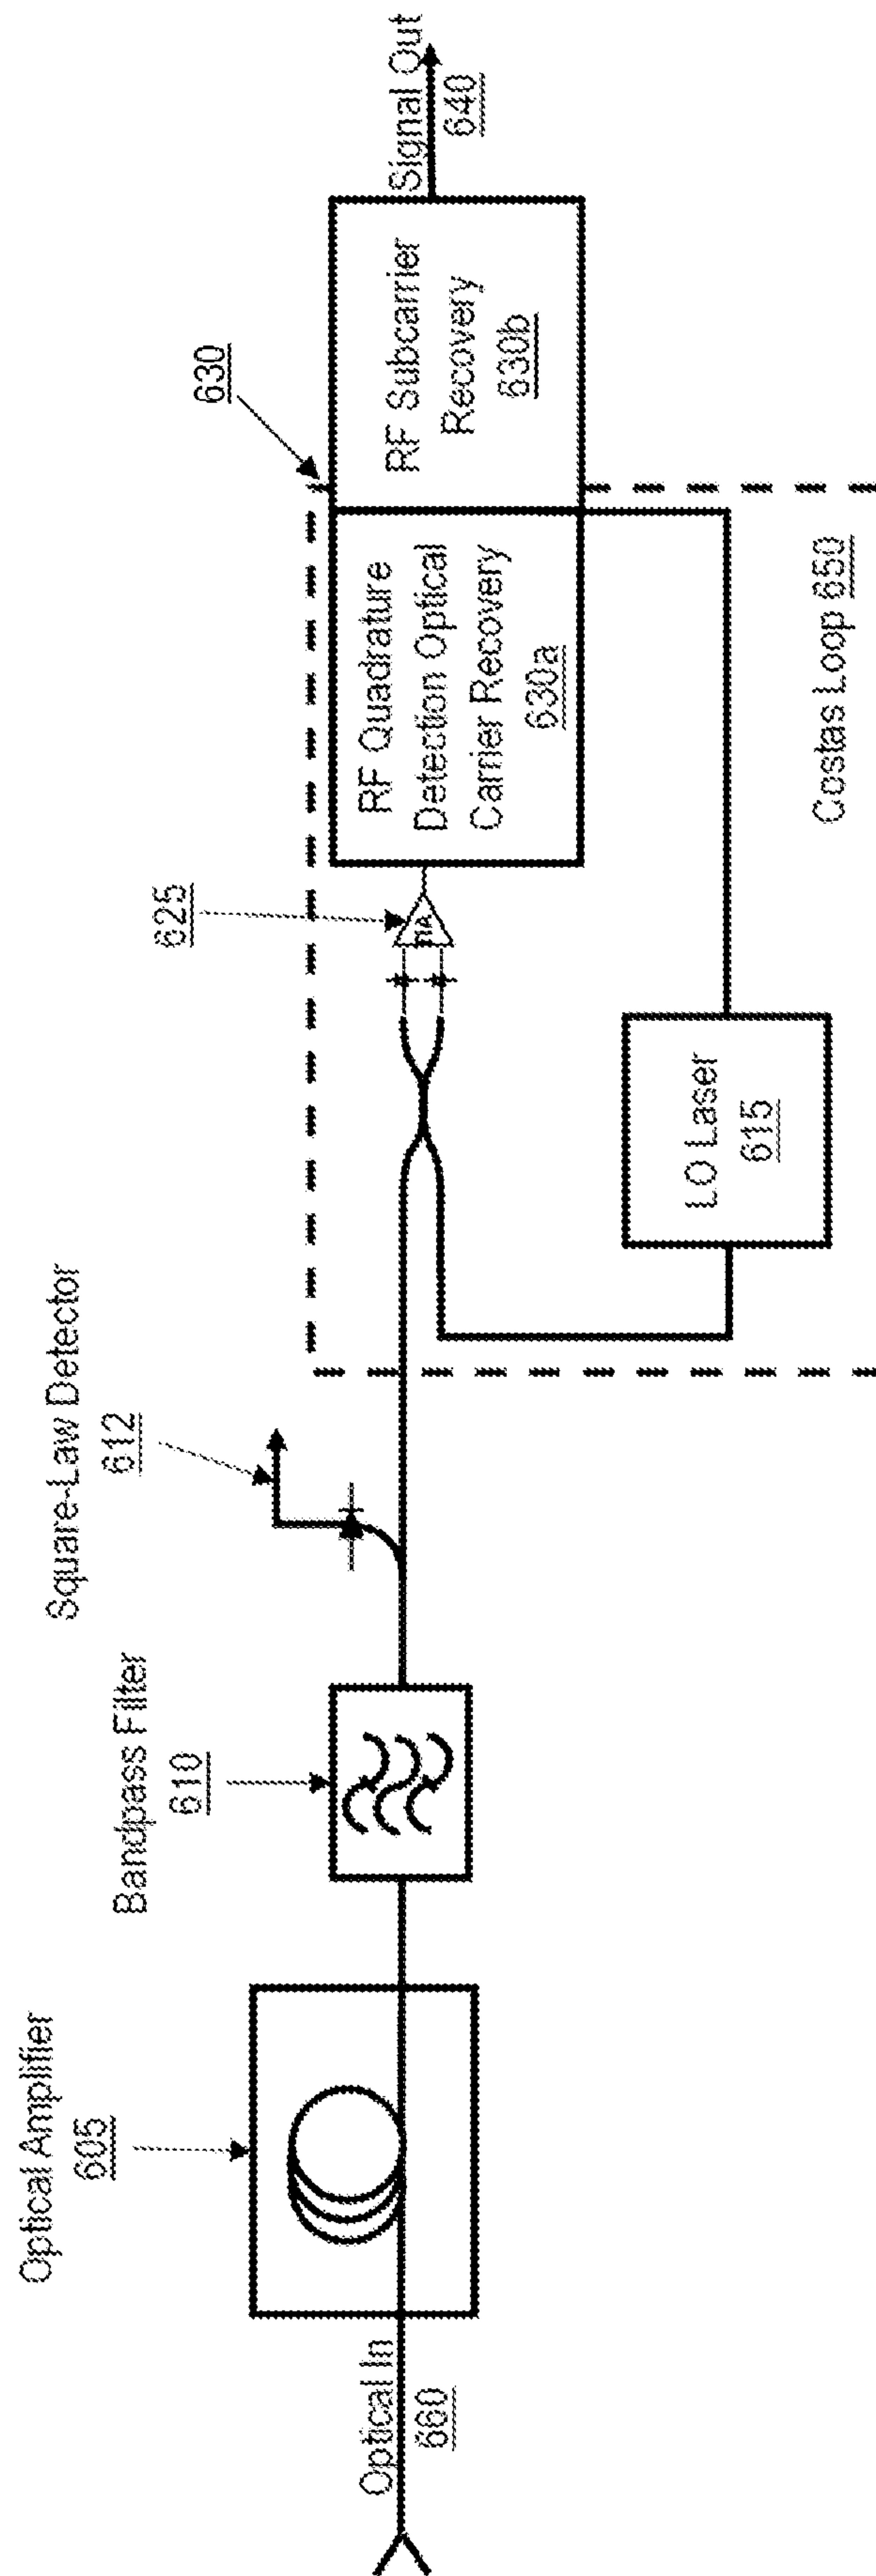 Optical In
660
Optical Amplifier
605
Bandpass Filter
610
Square-Law Detector
612
625
TIA
630
RF Quadrature
Detection Optical
Carrier Recovery
630a
RF Subcarrier
Recovery
630b
Signal Out
640
LO Laser
615
Costas Loop 650